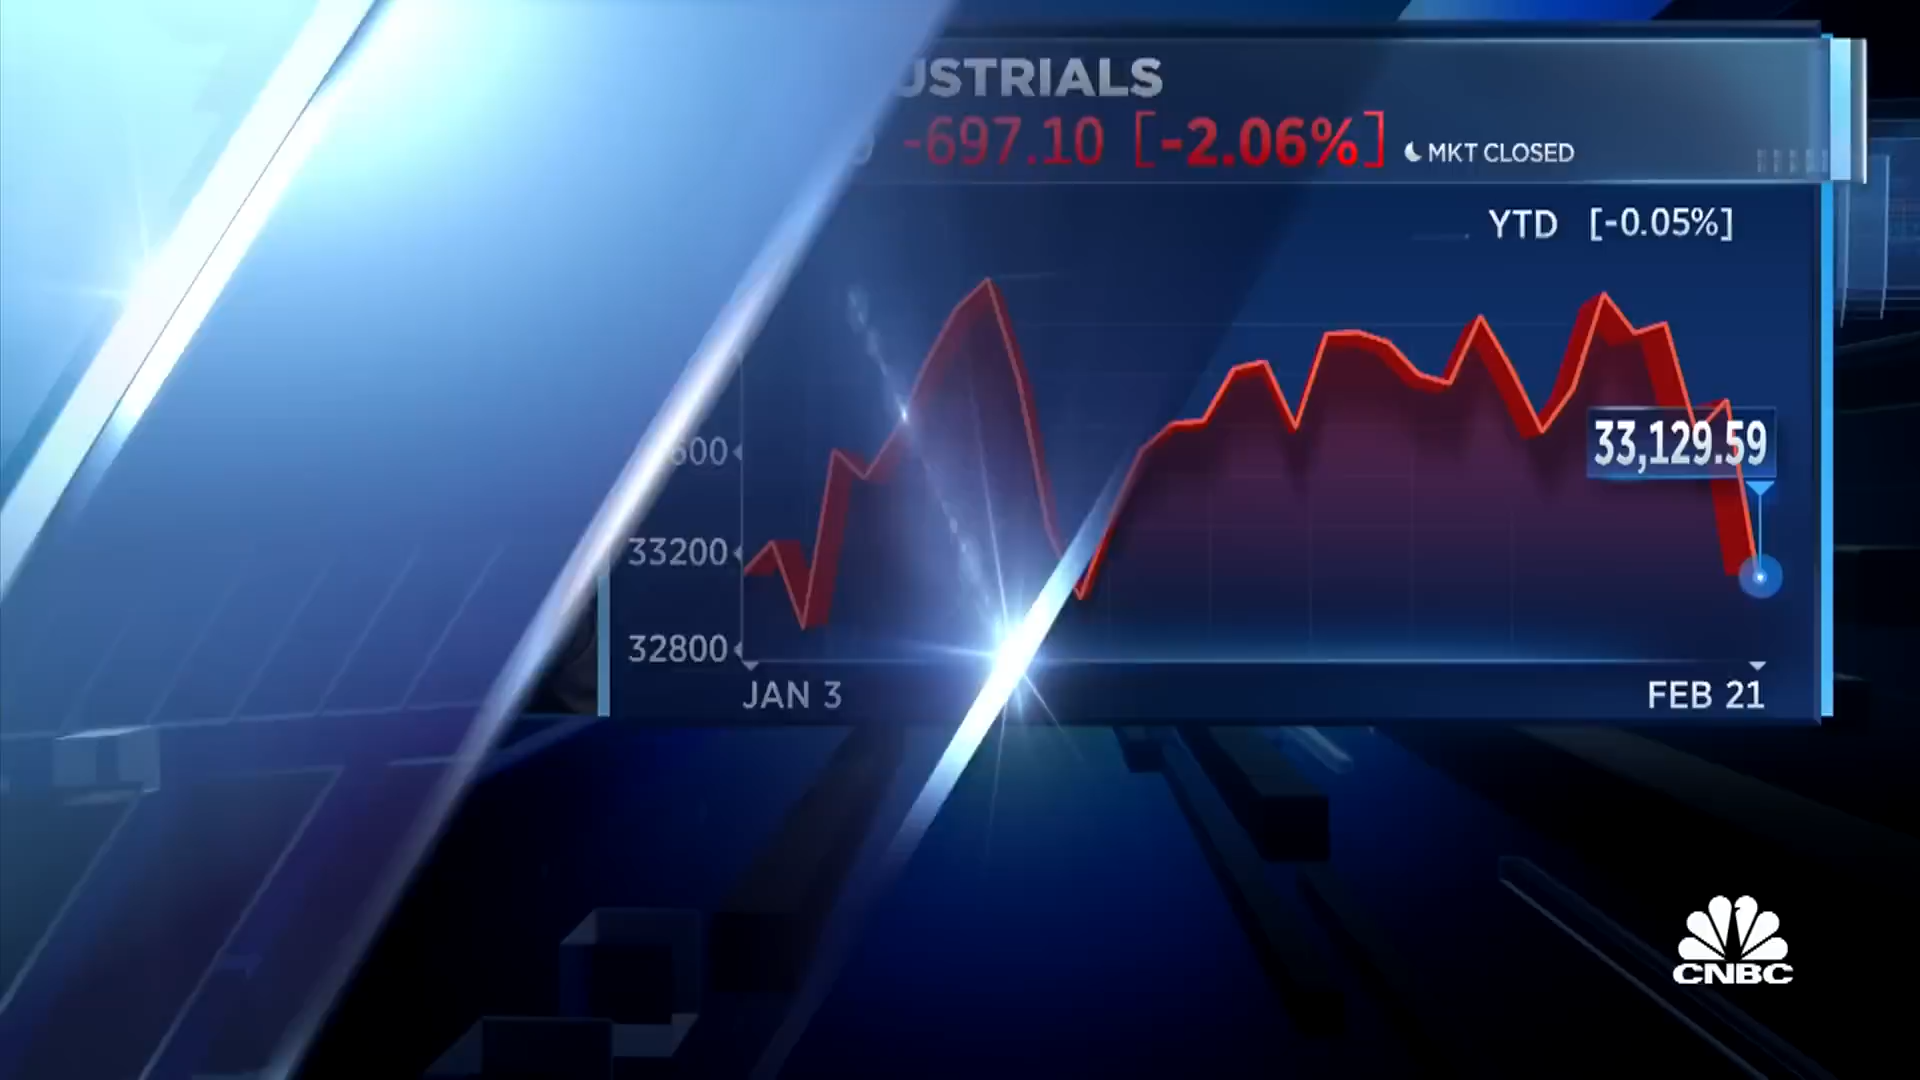 USTRIALS
-697.10 [-2.06%] MKT CLOSED
YTD [-0.05%]
600
33,129.59
33200
32800
JAN 3 FEB 21
CNBC